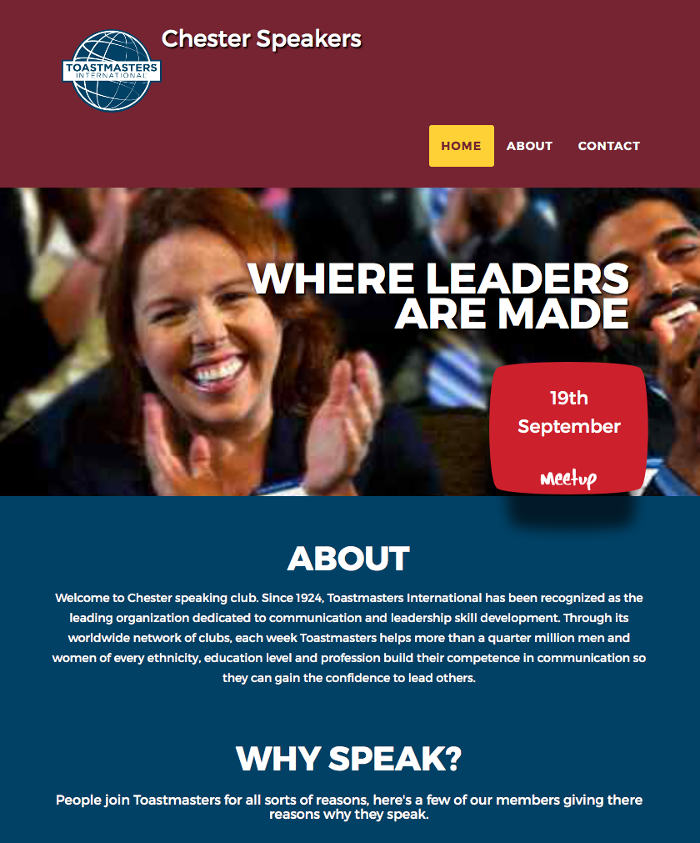 Chester Speakers
TOASTMASTERS
INTERNATIONAL
HOME ABOUT CONTACT
WHERE LEADERS
ARE MADE
19th
September
Meetup
ABOUT
Welcome to Chester speaking club. Since 1924, Toastmasters International has been recognized as the
leading organization dedicated to communication and leadership skill development. Through its
worldwide network of clubs, each week Toastmasters helps more than a quarter million men and
women of every ethnicity, education level and profession build their competence in communication so
they can gain the confidence to lead others.
WHY SPEAK?
People join Toastmasters for all sorts of reasons, here's a few of our members giving there
reasons why they speak.